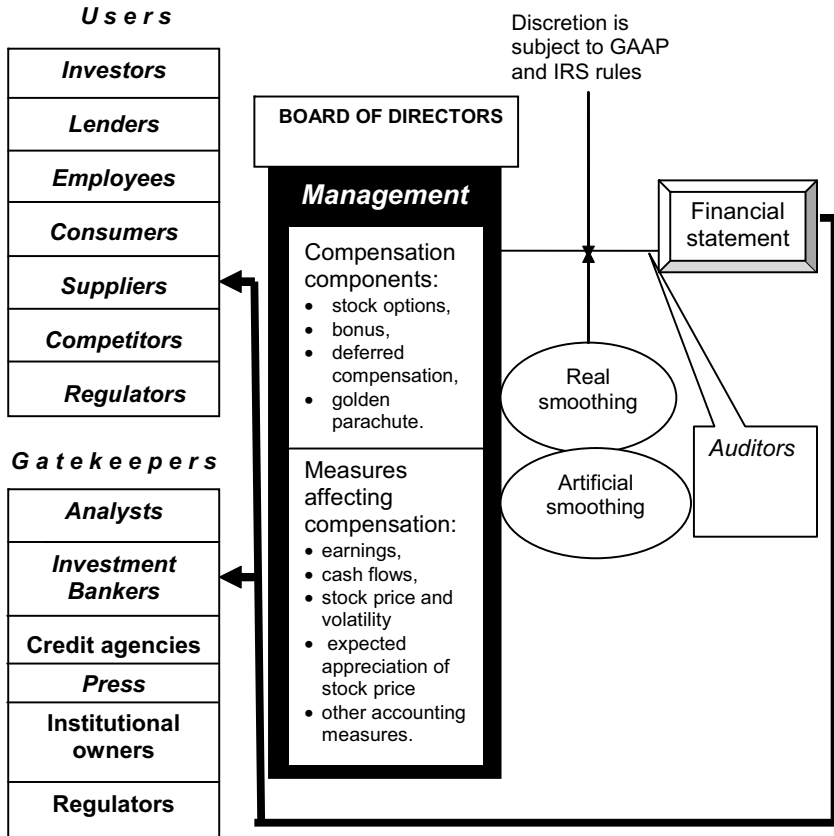 Users
Investors
Lenders
Employees
Consumers
Suppliers
Competitors
Regulators
Gatekeepers
Analysts
Investment
Bankers
Credit agencies
Press
Institutional
owners
Regulators
BOARD OF DIRECTORS
Management
Compensation
components:
• stock options,
• bonus,
• deferred
compensation,
• golden
parachute.
Measures
affecting
compensation:
• earnings,
• cash flows,
• stock price and
volatility
• expected
appreciation of
stock price
• other accounting
measures.
Discretion is
subject to GAAP
and IRS rules
Real
smoothing
Artificial
smoothing
Financial
statement
Auditors